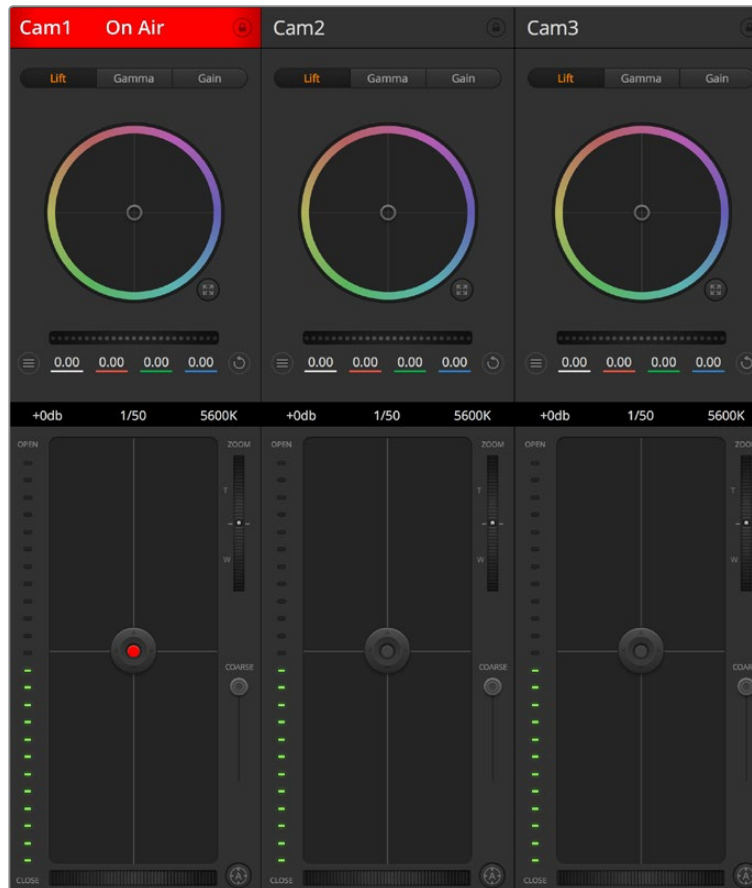 Cam1 On Air
Lift Gamma Gain
0.00 0.00 0.00 0.00
+0db 1/50 5600K
OPEN
ZOOM
T
W
COARSE
CLOSE
A
Cam2
Lift Gamma Gain
0.00 0.00 0.00 0.00
+0db 1/50 5600K
OPEN
ZOOM
T
W
COARSE
CLOSE
A
Cam3
Lift Gamma Gain
0.00 0.00 0.00 0.00
+0db 1/50 5600K
OPEN
T
W
CLOSE
A